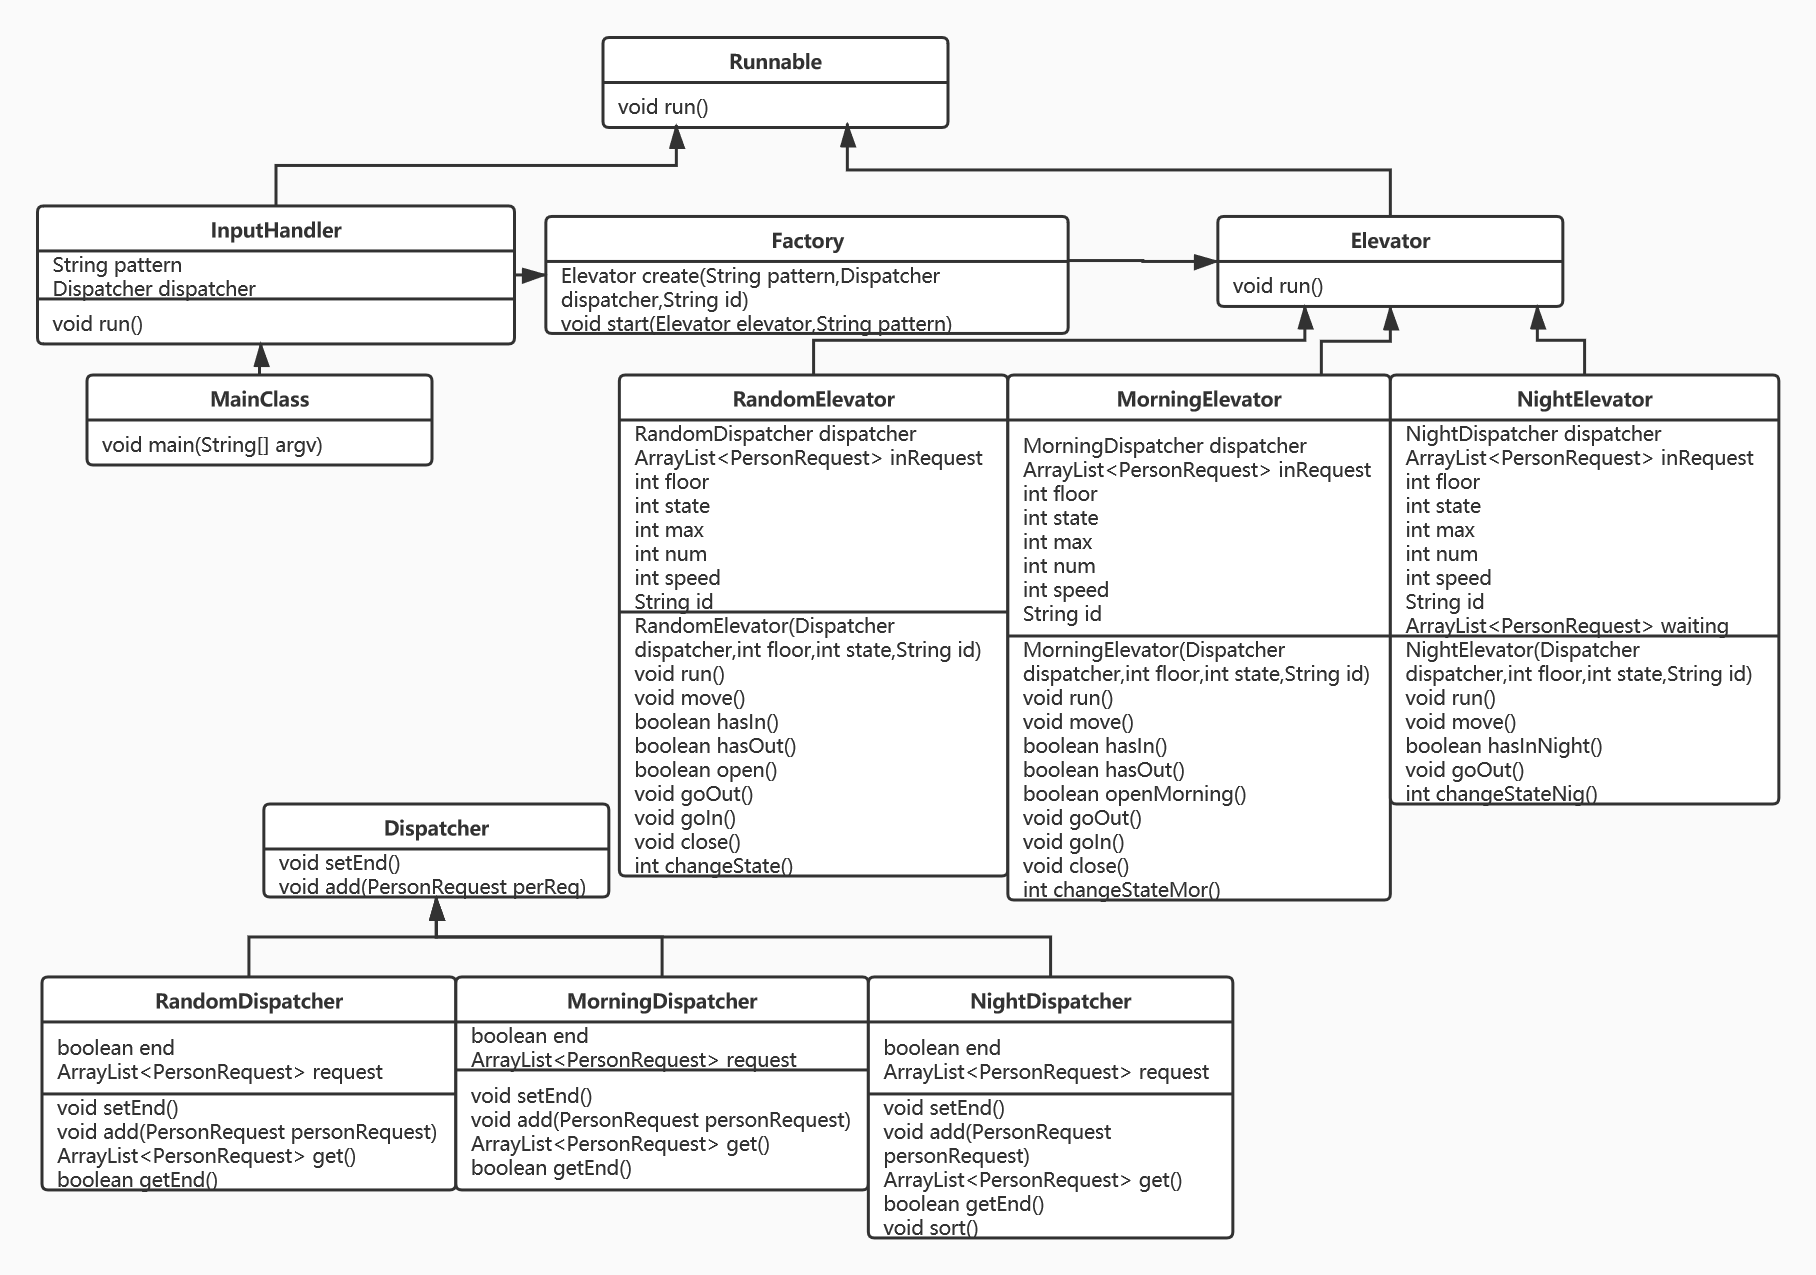 Runnable
void run()
InputHandler
String pattern
Dispatcher dispatcher
void run()
Factory
Elevator create(String pattern,Dispatcher
dispatcher,String id)
void start(Elevator elevator,String pattern)
Elevator
void run()
MainClass
void main(String[] argv)
RandomElevator
RandomDispatcher dispatcher
ArrayList<PersonRequest> inRequest
int floor
int state
int max
int num
int speed
String id
RandomElevator(Dispatcher
dispatcher,int floor,int state,String id)
void run()
void move()
boolean hasIn()
boolean hasOut()
boolean open()
void goOut()
void goIn()
void close()
int changeState()
MorningElevator
MorningDispatcher dispatcher
ArrayList<PersonRequest> inRequest
int floor
int state
int max
int num
int speed
String id
MorningElevator(Dispatcher
dispatcher,int floor,int state,String id)
void run()
void move()
boolean hasIn()
boolean hasOut()
boolean openMorning()
void goOut()
void goIn()
void close()
int changeStateMor()
NightElevator
NightDispatcher dispatcher
ArrayList<PersonRequest> inRequest
int floor
int state
int max
int num
int speed
String id
ArrayList<PersonRequest> waiting
NightElevator(Dispatcher
dispatcher,int floor,int state,String id)
void run()
void move()
boolean hasInNight()
void goOut()
int changeStateNig()
Dispatcher
void setEnd()
void add(PersonRequest perReq)
RandomDispatcher
boolean end
ArrayList<PersonRequest> request
void setEnd()
void add(PersonRequest personRequest)
ArrayList<PersonRequest> get()
boolean getEnd()
MorningDispatcher
boolean end
ArrayList<PersonRequest> request
void setEnd()
void add(PersonRequest personRequest)
ArrayList<PersonRequest> get()
boolean getEnd()
NightDispatcher
boolean end
ArrayList<PersonRequest> request
void setEnd()
void add(PersonRequest
personRequest)
ArrayList<PersonRequest> get()
boolean getEnd()
void sort()